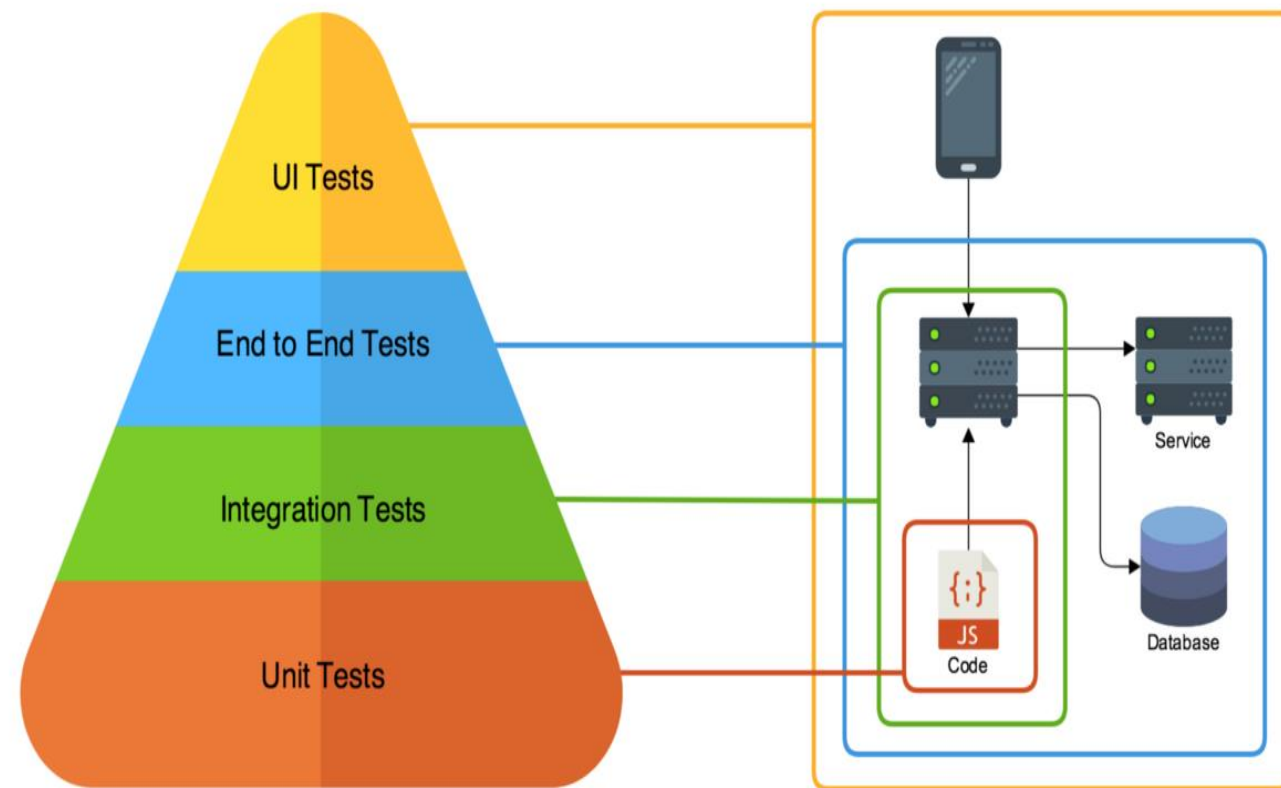 UI Tests
End to End Tests
Integration Tests
Unit Tests
Service
Database
{;}
JS
Code